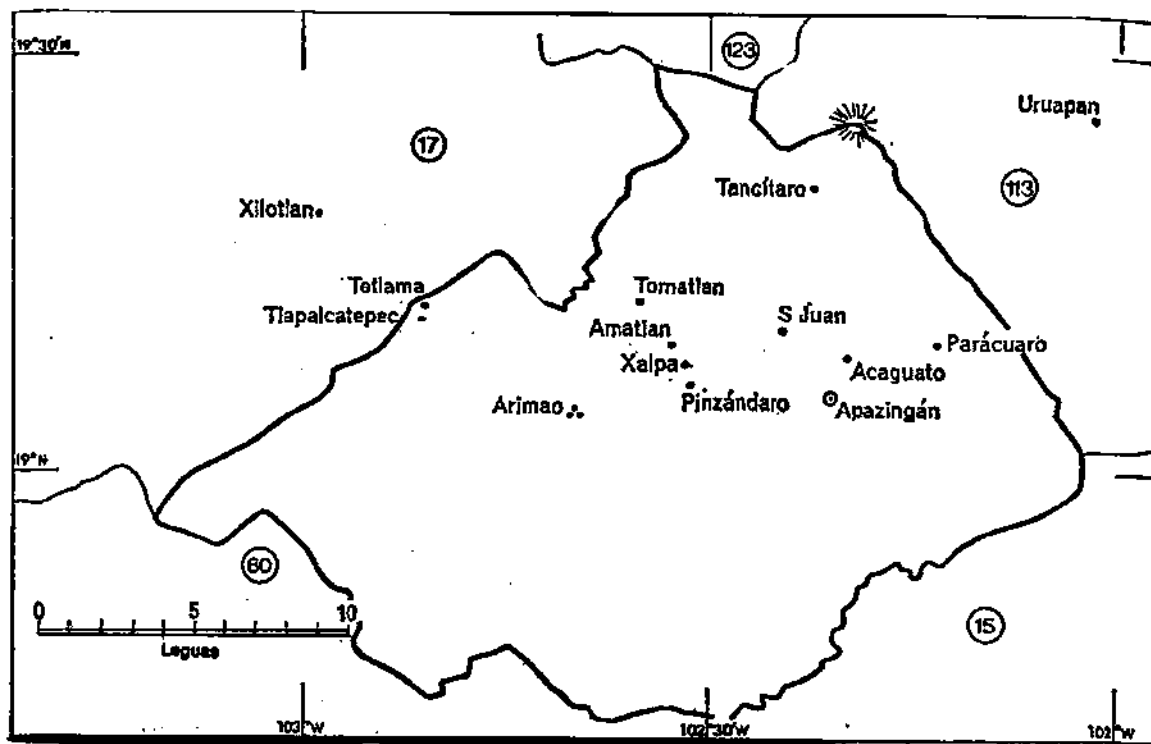 19°30'N
123
Uruapan
17
113
Tancítaro
Xilotlan
Tetlama
Tlapalcatepec
Tomatlan
S Juan
Amatlan
Parácuaro
Xalpa
Acaguato
Arimao
Pinzándaro
Apazingán
19°N
60
0 5 10
15
Leguas
103°W
102°30'W
102°W